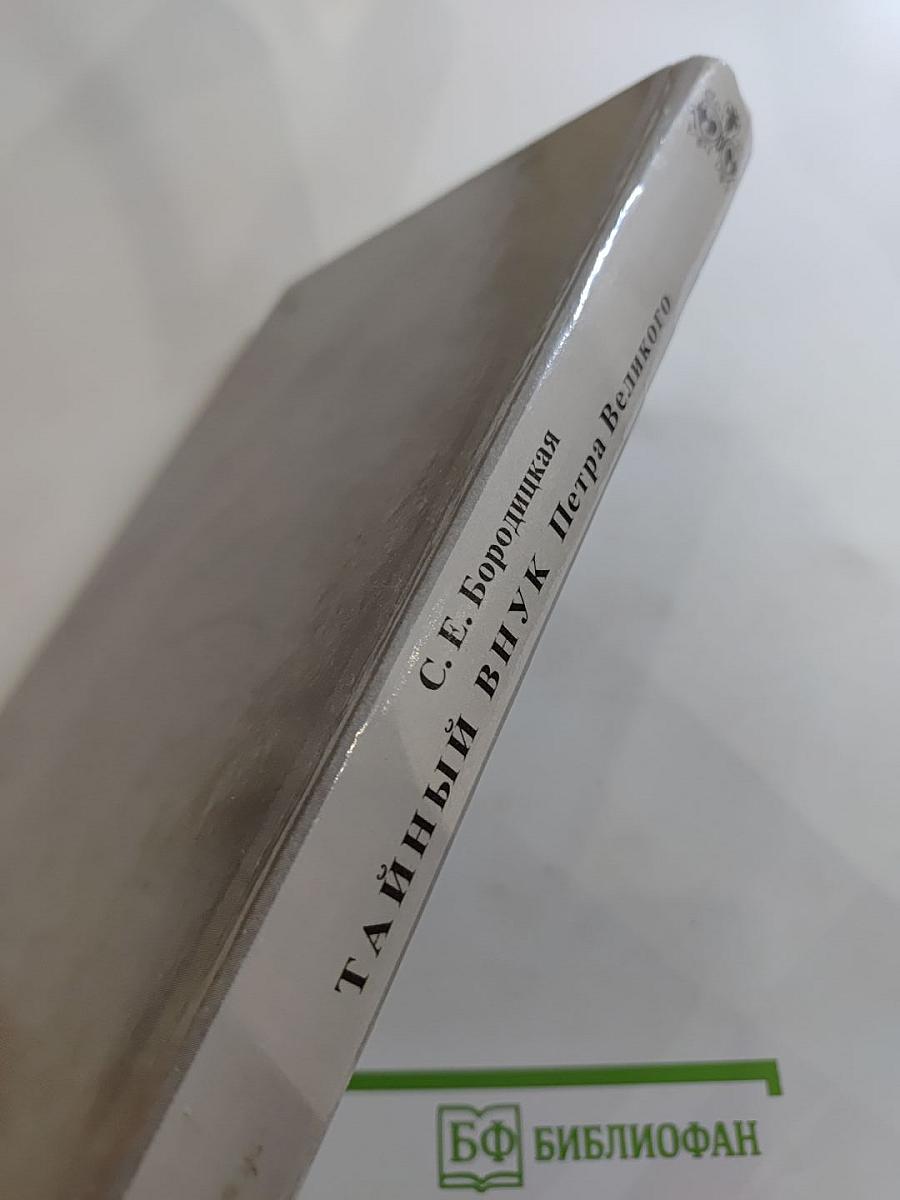 С. Е. Бородицкая
ТАЙНЫЙ ВНУК Петра Великого
БФ БИБЛИОФАН